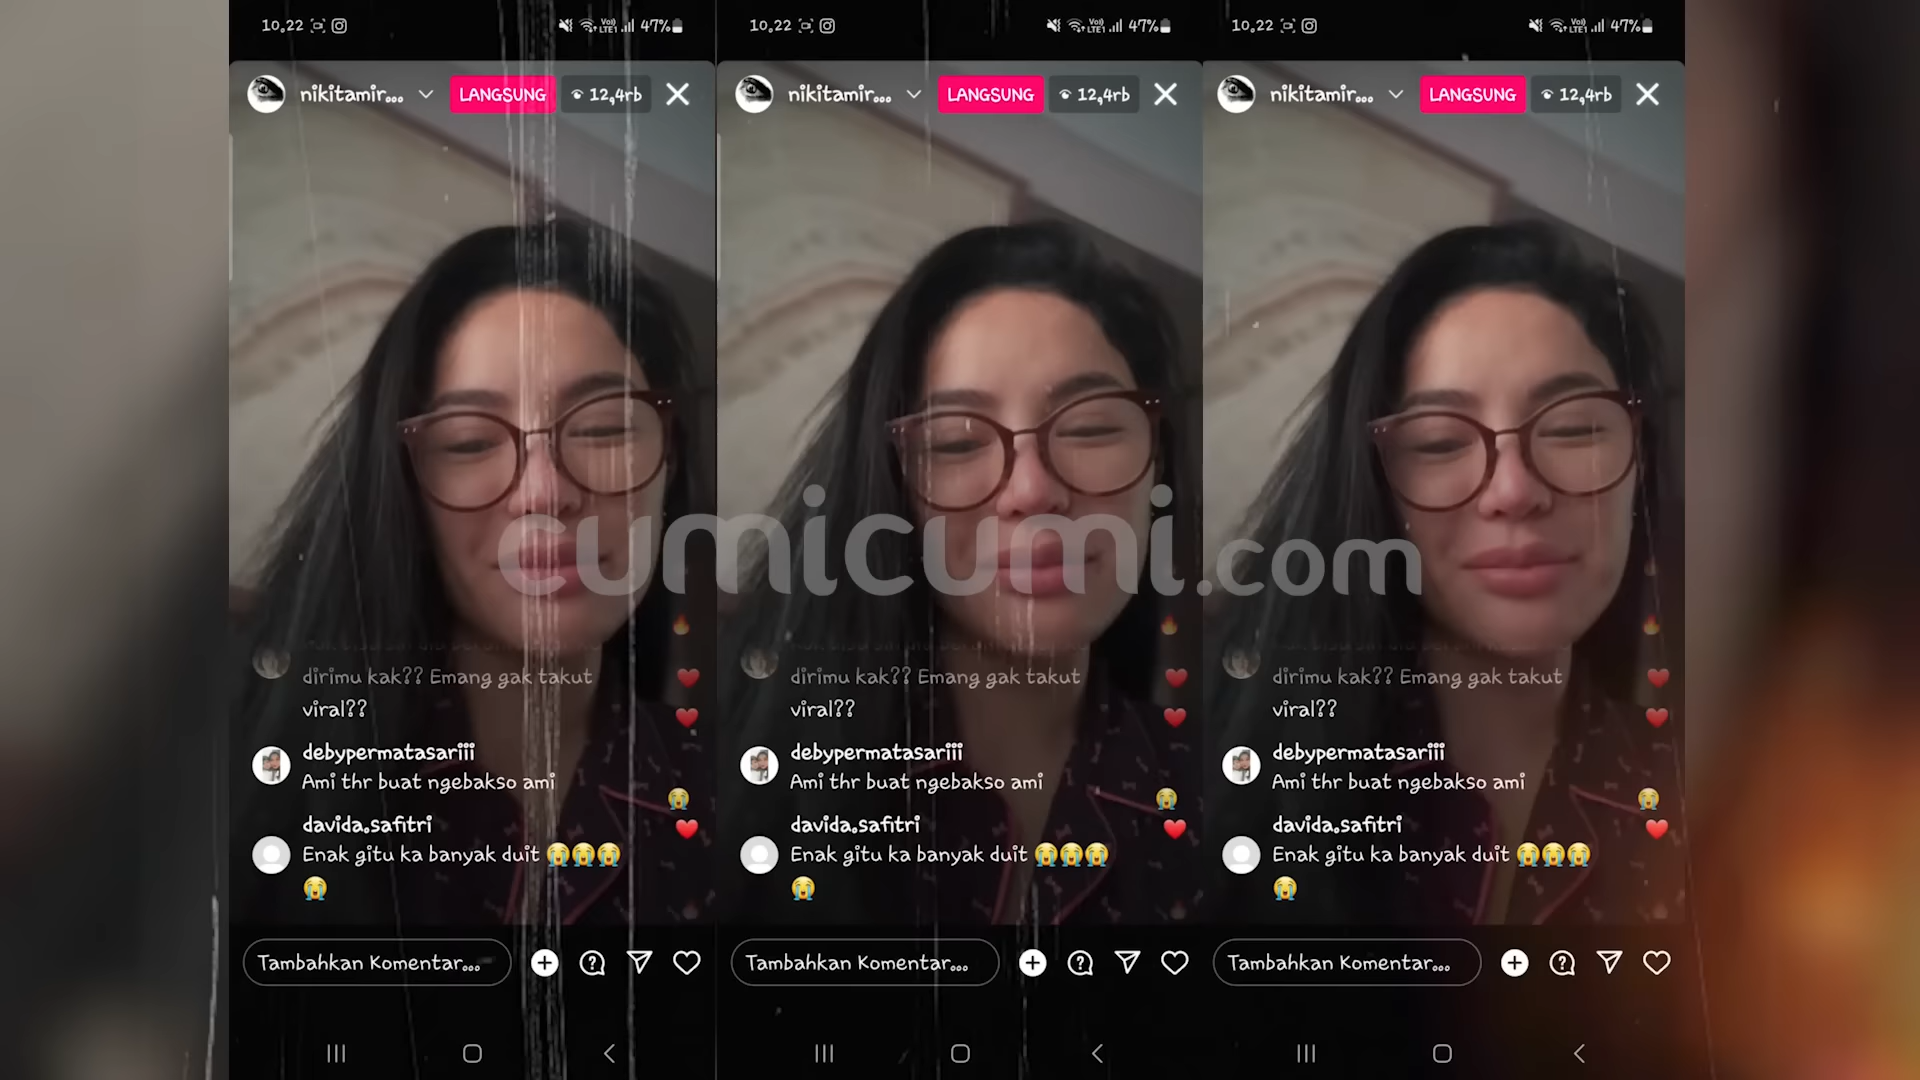 10.22 47%
nikitamir... LANGSUNG 12,4rb
dirimu kak?? Emang gak takut
viral??
debypermatasariii
Ami thr buat ngebakso ami
davida.safitri
Enak gitu ka banyak duit 😭😭😭
😭
Tambahkan Komentar...
10.22 47%
nikitamir... LANGSUNG 12,4rb
dirimu kak?? Emang gak takut
viral??
debypermatasariii
Ami thr buat ngebakso ami
davida.safitri
Enak gitu ka banyak duit 😭😭😭
😭
Tambahkan Komentar...
10.22 47%
nikitamir... LANGSUNG 12,4rb
dirimu kak?? Emang gak takut
viral??
debypermatasariii
Ami thr buat ngebakso ami
davida.safitri
Enak gitu ka banyak duit 😭😭😭
😭
Tambahkan Komentar...
cumicumi.com